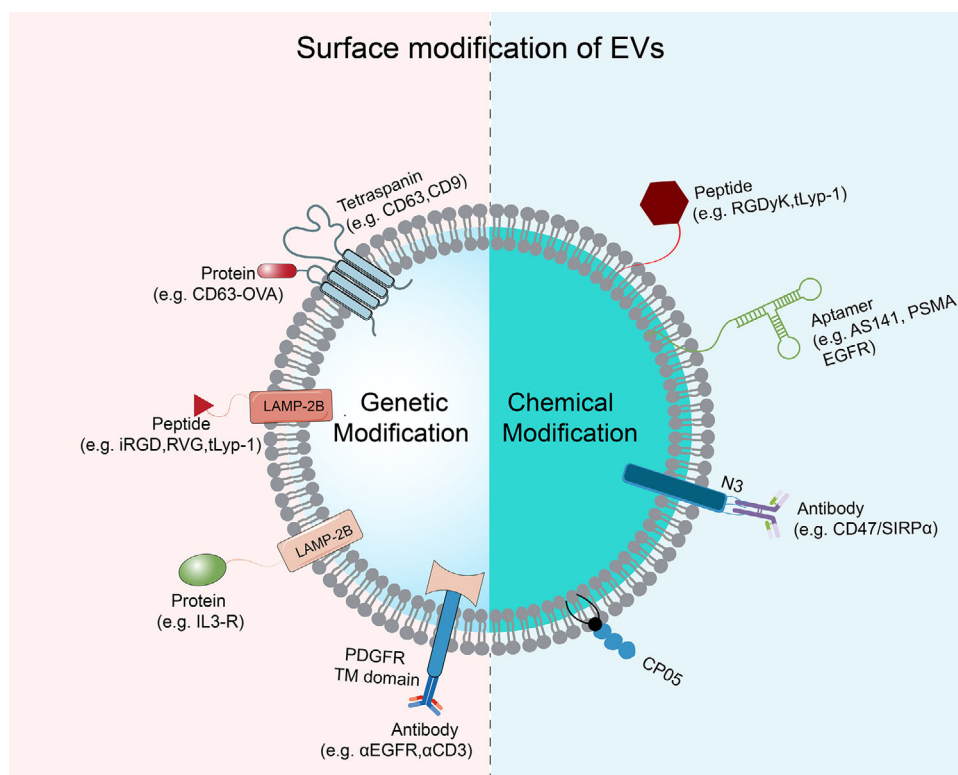 Surface modification of EVs
Tetraspanin
(e.g. CD63,CD9)
Protein
(e.g. CD63-OVA)
LAMP-2B
Peptide
(e.g. iRGD,RVG,tLyp-1)
LAMP-2B
Protein
(e.g. IL3-R)
PDGFR
TM domain
Antibody
(e.g. αEGFR,αCD3)
Genetic
Modification
Chemical
Modification
Peptide
(e.g. RGDyK,tLyp-1)
Aptamer
(e.g. AS141, PSMA
EGFR)
N3
Antibody
(e.g. CD47/SIRPα)
CP05